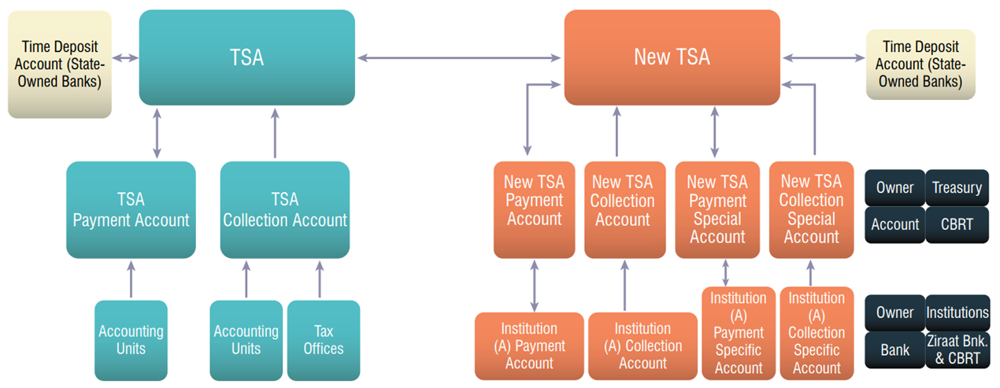 Time Deposit
Account (State-
Owned Banks)
TSA
New TSA
Time Deposit
Account (State-
Owned Banks)
TSA
Payment Account
TSA
Collection Account
New TSA
Payment
Account
New TSA
Collection
Account
New TSA
Payment
Special
Account
New TSA
Collection
Special
Account
Owner
Treasury
Account
CBRT
Accounting
Units
Accounting
Units
Tax
Offices
Institution
(A) Payment
Account
Institution
(A) Collection
Account
Institution
(A)
Payment
Specific
Account
Institution
(A)
Collection
Specific
Account
Owner
Institutions
Bank
Ziraat Bnk.
& CBRT